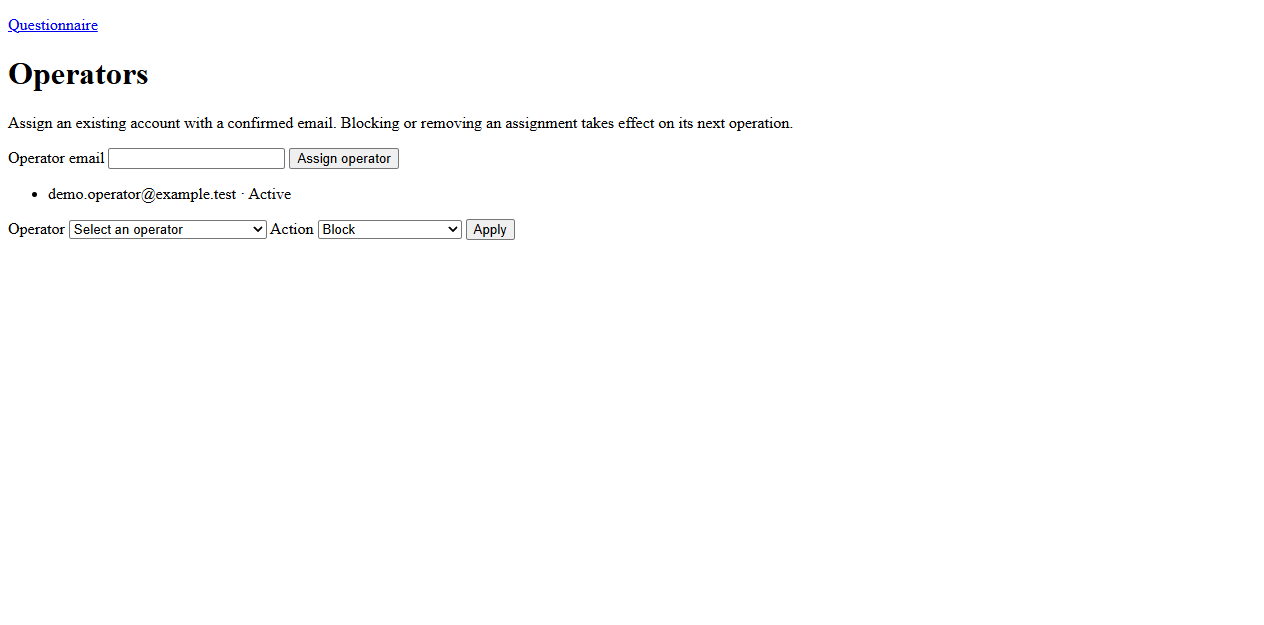 Questionnaire
Operators
Assign an existing account with a confirmed email. Blocking or removing an assignment takes effect on its next operation.
Operator email Assign operator
• demo.operator@example.test · Active
Operator Select an operator Action Block Apply